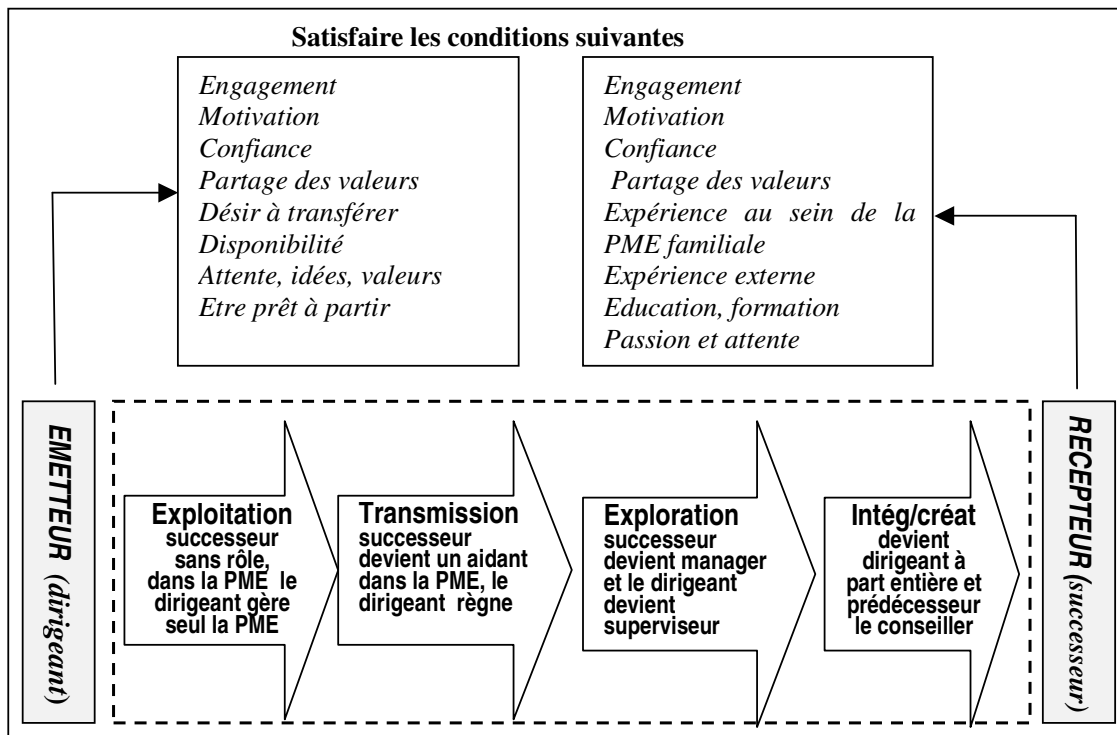 Satisfaire les conditions suivantes
Engagement
Motivation
Confiance
Partage des valeurs
Désir à transférer
Disponibilité
Attente, idées, valeurs
Etre prêt à partir
Engagement
Motivation
Confiance
Partage des valeurs
Expérience au sein de la
PME familiale
Expérience externe
Education, formation
Passion et attente
EMETTEUR (dirigeant)
Exploitation
successeur
sans rôle,
dans la PME le
dirigeant gère
seul la PME
Transmission
successeur
devient un aidant
dans la PME, le
dirigeant règne
Exploration
successeur
devient manager
et le dirigeant
devient
superviseur
Intég/créat
devient
dirigeant à
part entière et
prédécesseur
le conseiller
RECEPTEUR (successeur)